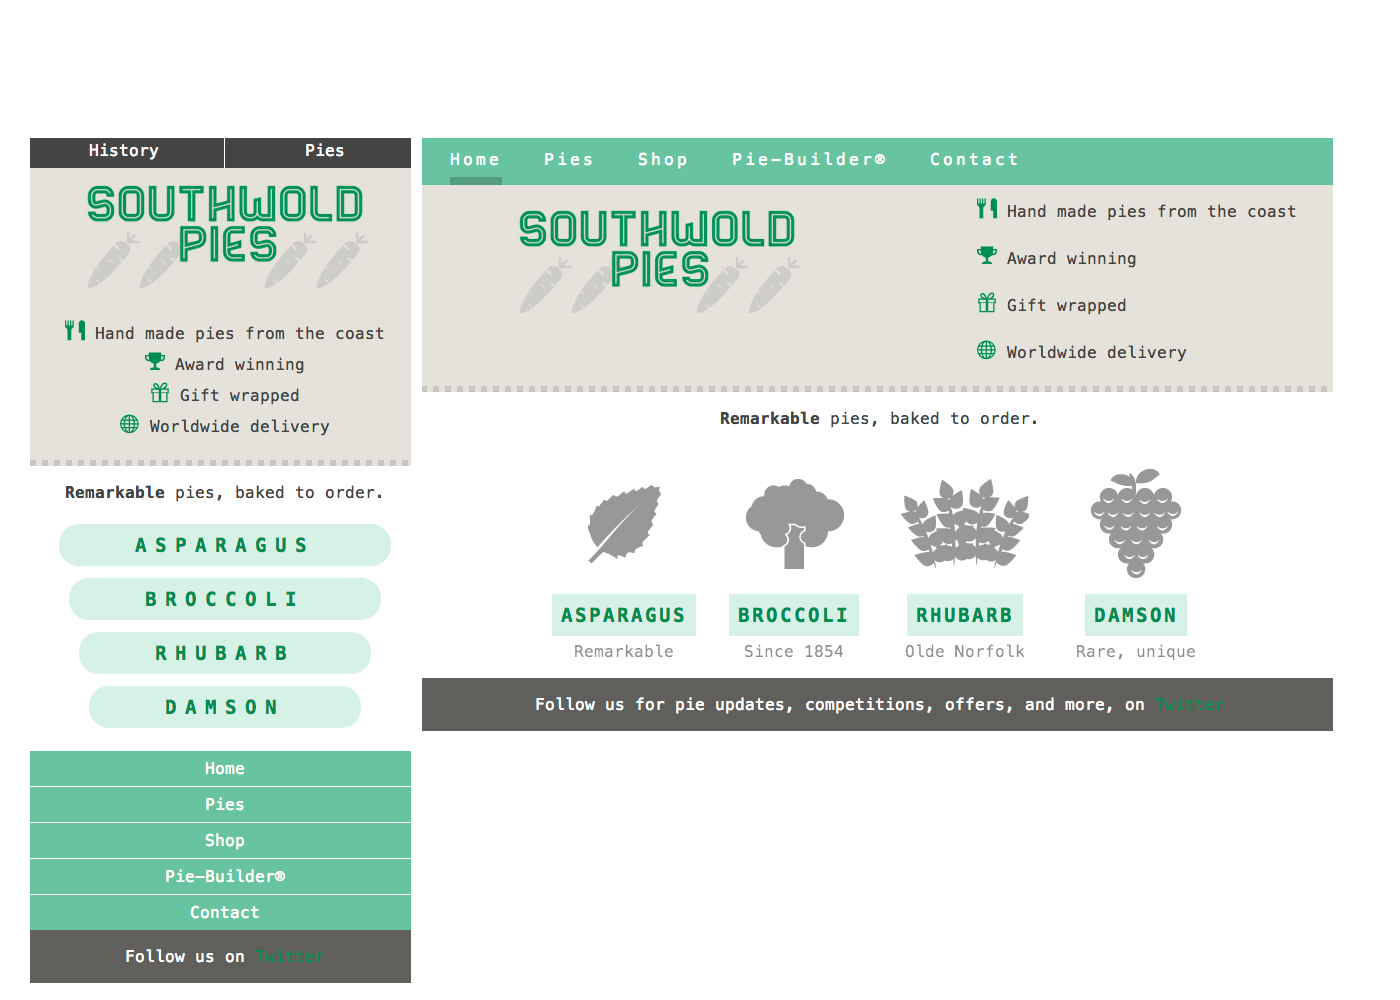 History Pies
SOUTHWOLD
PIES
Hand made pies from the coast
Award winning
Gift wrapped
Worldwide delivery
Remarkable pies, baked to order.
ASPARAGUS
BROCCOLI
RHUBARB
DAMSON
Home
Pies
Shop
Pie–Builder®
Contact
Follow us on Twitter
Home Pies Shop Pie–Builder® Contact
SOUTHWOLD
PIES
Hand made pies from the coast
Award winning
Gift wrapped
Worldwide delivery
Remarkable pies, baked to order.
ASPARAGUS BROCCOLI RHUBARB DAMSON
Remarkable Since 1854 Olde Norfolk Rare, unique
Follow us for pie updates, competitions, offers, and more, on Twitter